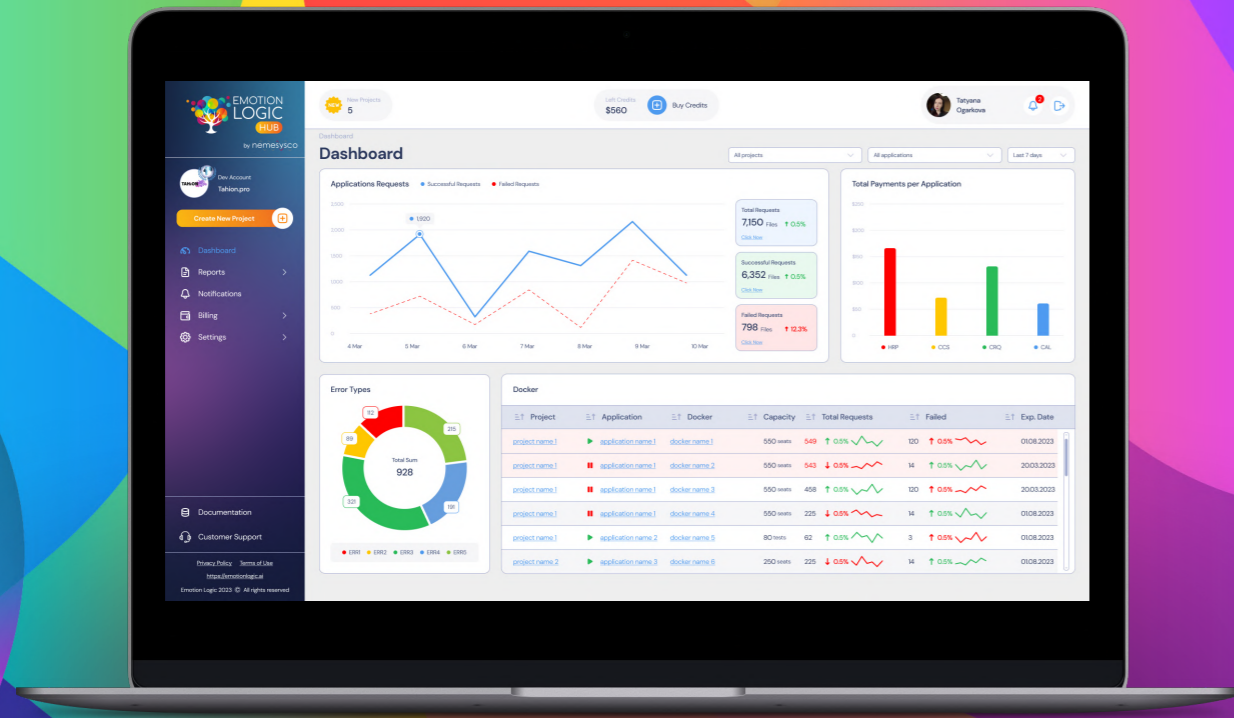 EMOTION
LOGIC
HUB
by nemesysco
Dev Account
Tahion.pro
Create New Project
Dashboard
Reports
Notifications
Billing
Settings
Documentation
Customer Support
Privacy Policy Terms of Use
https://emotionlogic.ai
Emotion Logic 2023 © All rights reserved
NEW
New Projects
5
Left Credits
$560
Buy Credits
Tatyana
Ogarkova
2
Dashboard
Dashboard
All projects
All applications
Last 7 days
Applications Requests Successful Requests Failed Requests
2,000
1500
1000
500
0
1,920
4 Mar 5 Mar 6 Mar 7 Mar 8 Mar 9 Mar 10 Mar
Total Requests
7,150 Files 0.5%
Click Here
Successful Requests
6,352 Files 0.5%
Click Here
Failed Requests
798 Files 12.3%
Click Here
Total Payments per Application
0
HRP CCS CRQ CAL
Error Types
112
215
89
Total Sum
928
321
191
ERR1 ERR2 ERR3 ERR4 ERR5
Docker
Project Application Docker Capacity Total Requests Failed Exp. Date
project name 1 application name 1 docker name 1 550 seats 549 0.5% 120 0.5% 01.08.2023
project name 1 application name 1 docker name 2 550 seats 543 0.5% 14 0.5% 20.03.2023
project name 1 application name 1 docker name 3 550 seats 458 0.5% 120 0.5% 20.03.2023
project name 1 application name 1 docker name 4 550 seats 225 0.5% 14 0.5% 01.08.2023
project name 1 application name 2 docker name 5 80 tests 62 0.5% 3 0.5% 01.08.2023
project name 2 application name 3 docker name 6 250 seats 225 0.5% 14 0.5% 01.08.2023